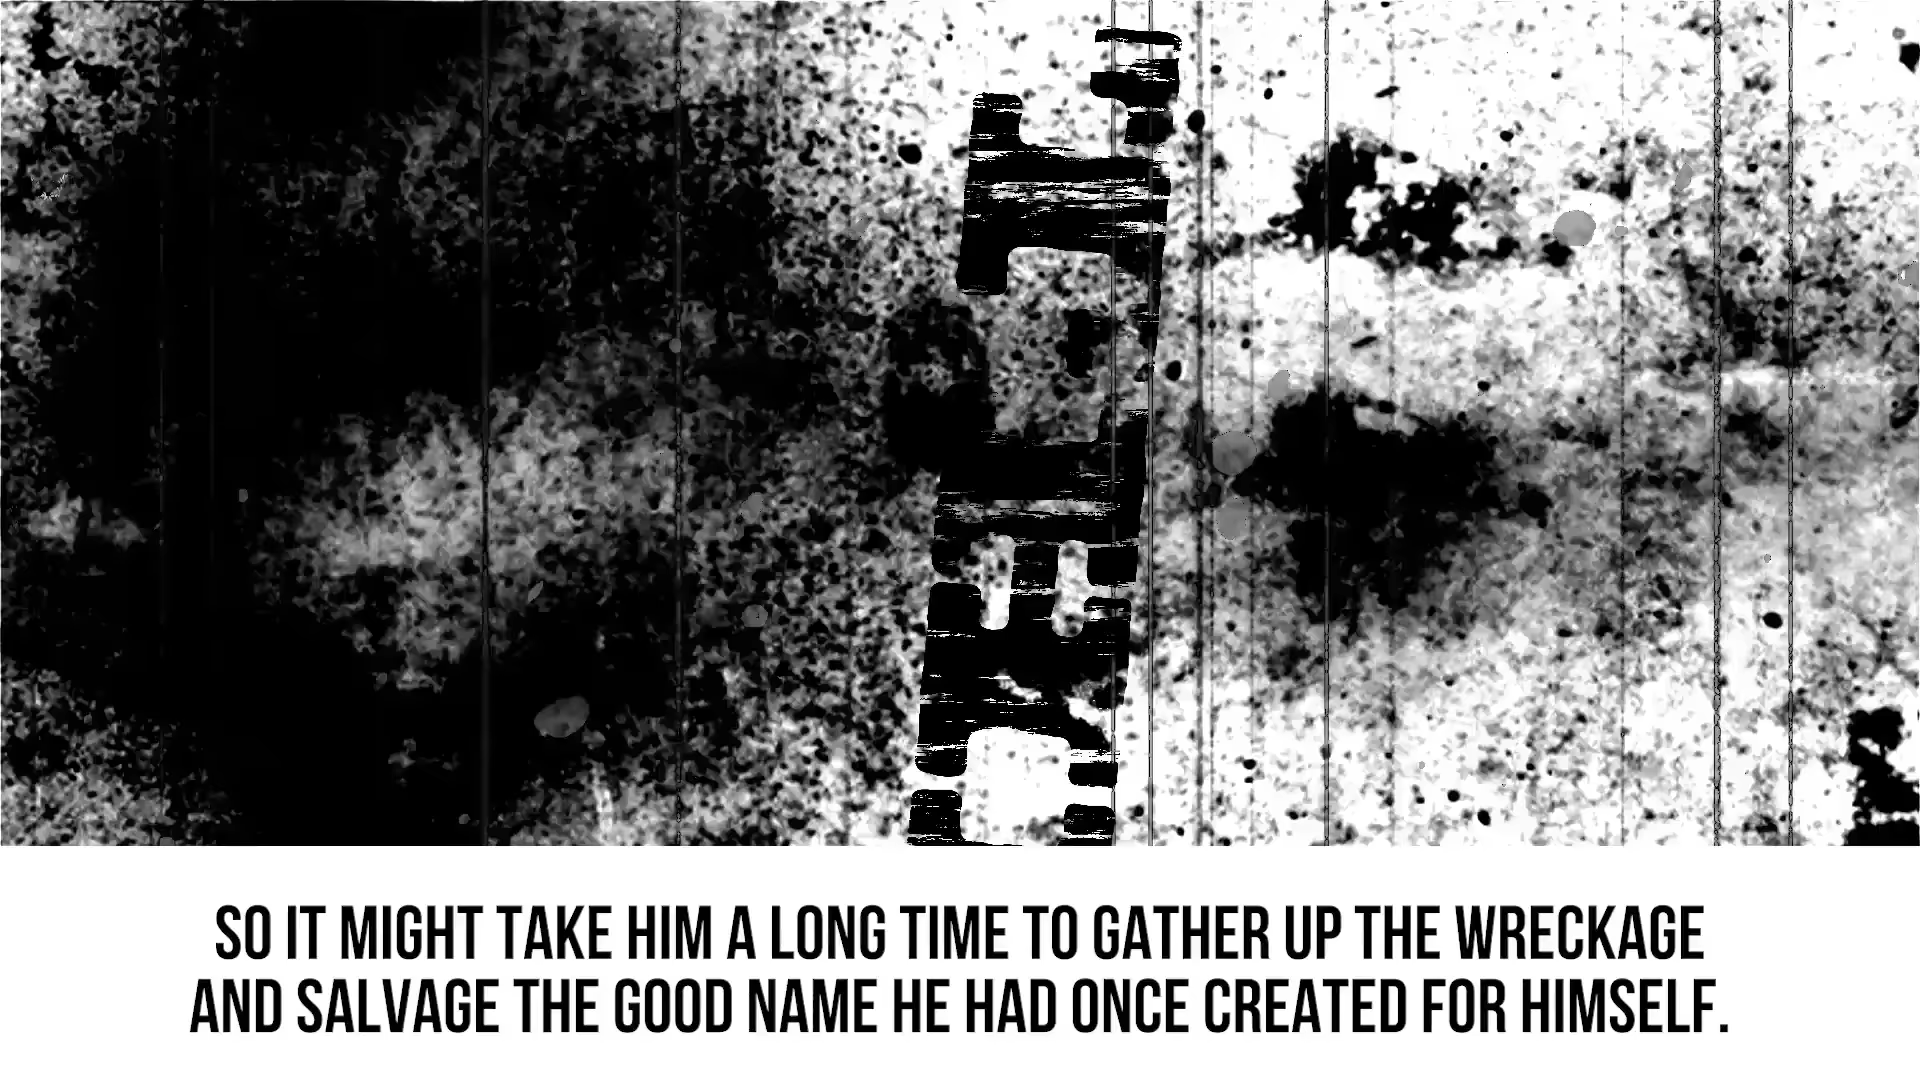 SO IT MIGHT TAKE HIM A LONG TIME TO GATHER UP THE WRECKAGE
AND SALVAGE THE GOOD NAME HE HAD ONCE CREATED FOR HIMSELF.